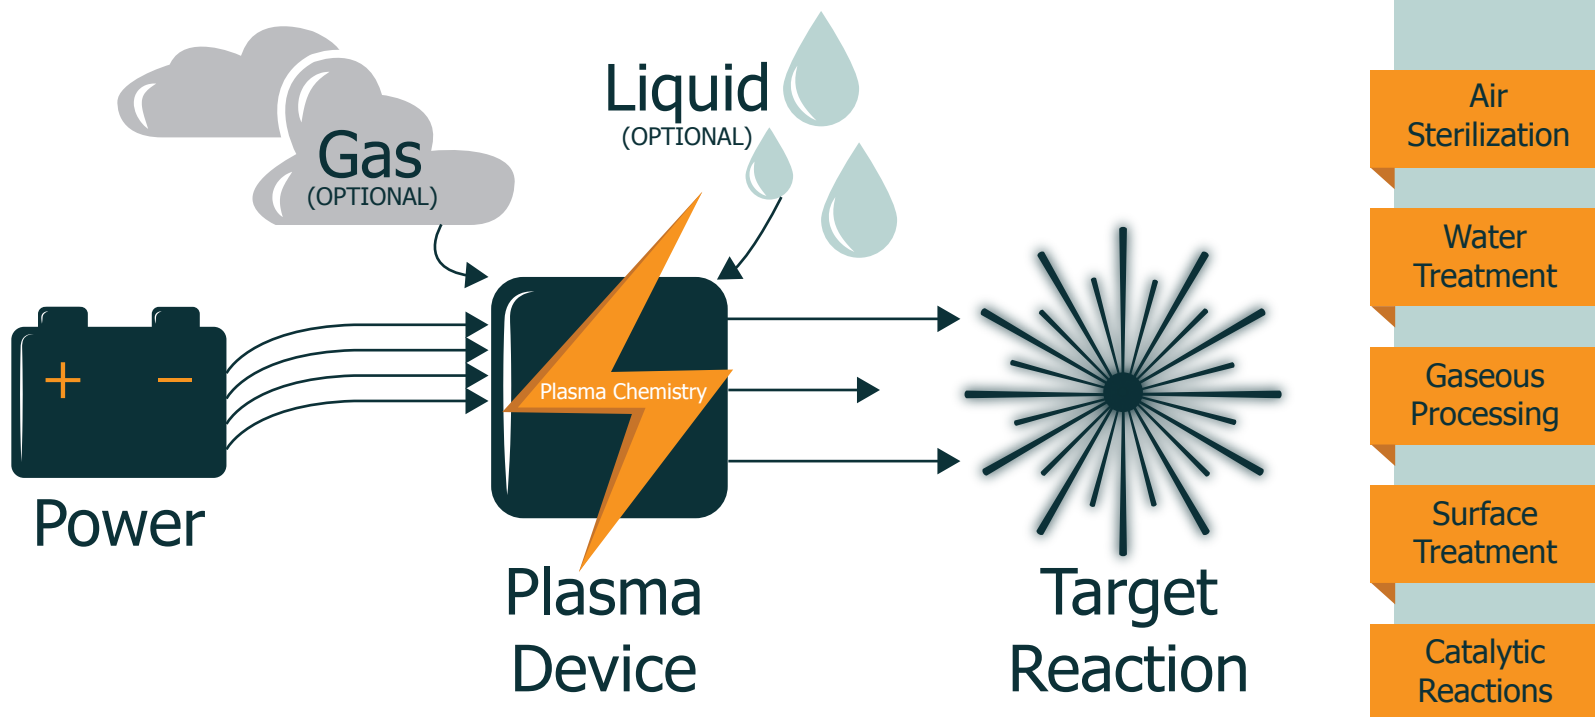 Gas
(OPTIONAL)
Liquid
(OPTIONAL)
+ −
Power
Plasma Chemistry
Plasma
Device
Target
Reaction
Air
Sterilization
Water
Treatment
Gaseous
Processing
Surface
Treatment
Catalytic
Reactions